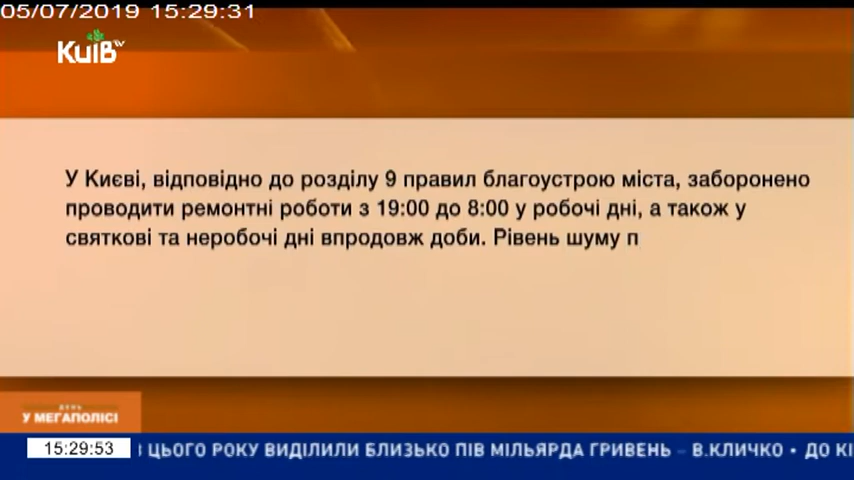 05/07/2019 15:29:31
КиїВ TV
У Києві, відповідно до розділу 9 правил благоустрою міста, заборонено
проводити ремонтні роботи з 19:00 до 8:00 у робочі дні, а також у
святкові та неробочі дні впродовж доби. Рівень шуму п
ДЕНЬ
У МЕГАПОЛІСІ
15:29:53 ЦЬОГО РОКУ ВИДІЛИЛИ БЛИЗЬКО ПІВ МІЛЬЯРДА ГРИВЕНЬ – В.КЛИЧКО • ДО КІ